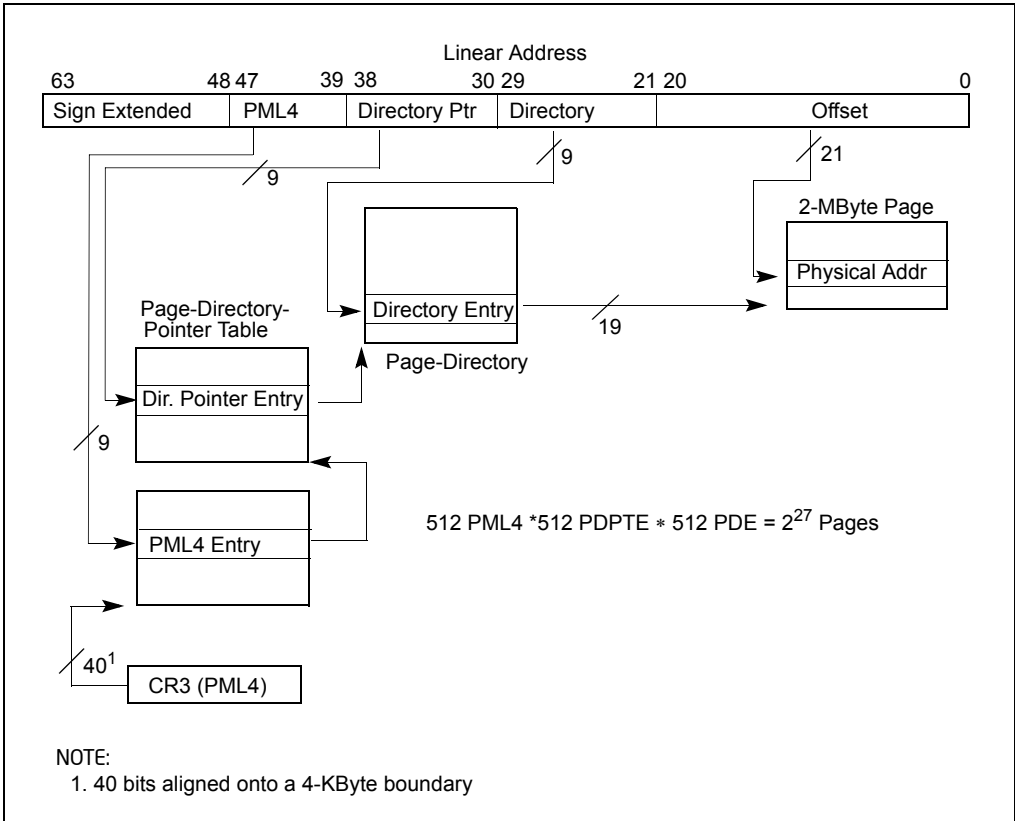 Linear Address
63 48 47 39 38 30 29 21 20 0
Sign Extended PML4 Directory Ptr Directory Offset
9
9
21
2-MByte Page
Physical Addr
Directory Entry
19
Page-Directory
Page-Directory-
Pointer Table
Dir. Pointer Entry
9
PML4 Entry
512 PML4 *512 PDPTE ∗ 512 PDE = 2²⁷ Pages
40¹
CR3 (PML4)
NOTE:
1. 40 bits aligned onto a 4-KByte boundary